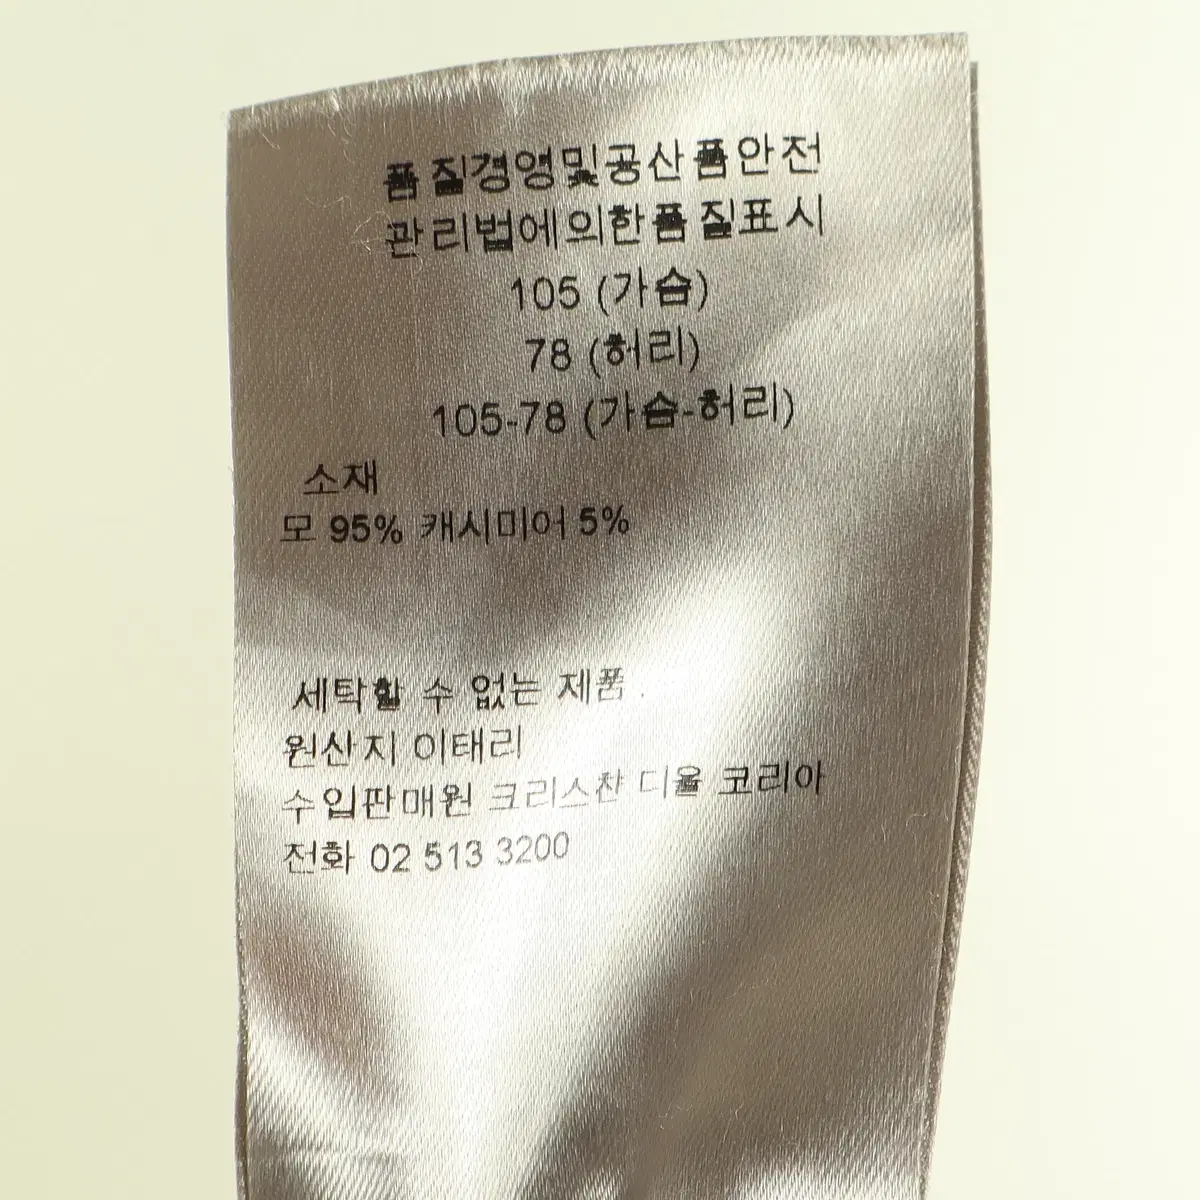 품질경영및공산품안전
관리법에의한품질표시
105 (가슴)
78 (허리)
105-78 (가슴-허리)
소재
모 95% 캐시미어 5%
세탁할 수 없는 제품.
원산지 이태리
수입판매원 크리스챤 디올 코리아
전화 02 513 3200